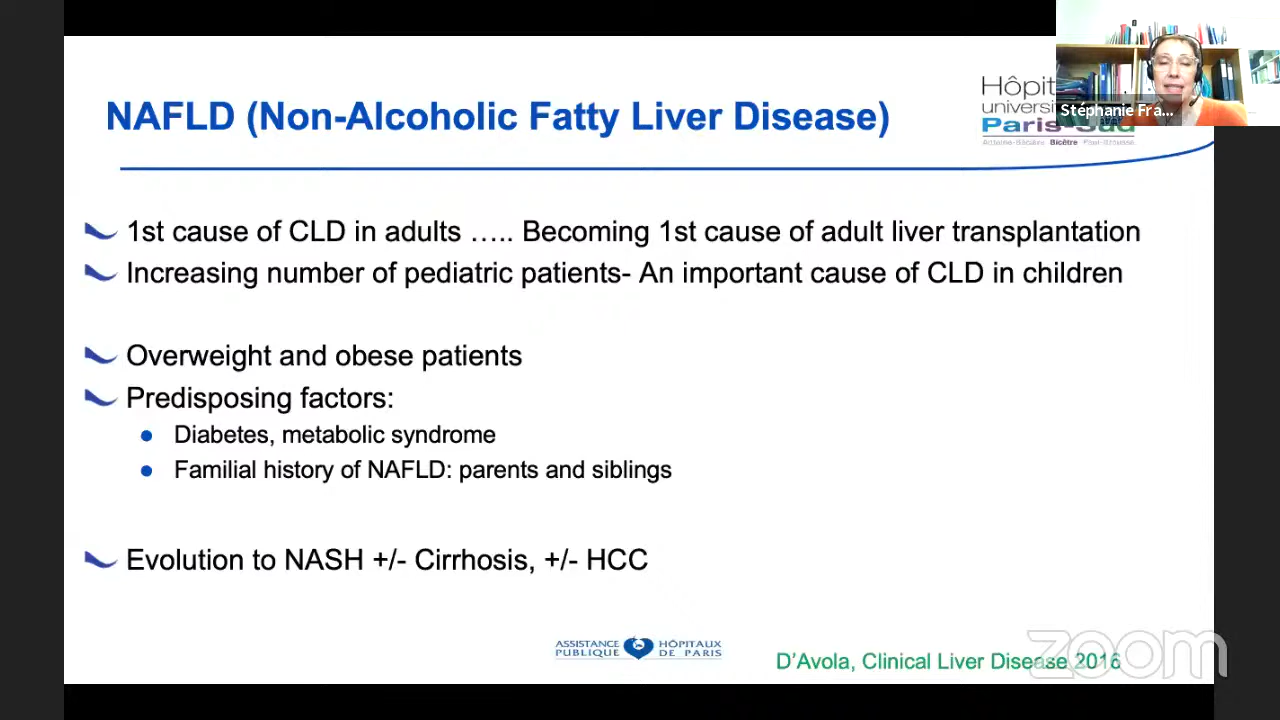 NAFLD (Non-Alcoholic Fatty Liver Disease)
Hôpit
univers
Paris-Sud
Bicêtre
Stéphanie Fra...
1st cause of CLD in adults ….. Becoming 1st cause of adult liver transplantation
Increasing number of pediatric patients- An important cause of CLD in children
Overweight and obese patients
Predisposing factors:
Diabetes, metabolic syndrome
Familial history of NAFLD: parents and siblings
Evolution to NASH +/- Cirrhosis, +/- HCC
ASSISTANCE HÔPITAUX
PUBLIQUE DE PARIS
D'Avola, Clinical Liver Disease 2016
zoom